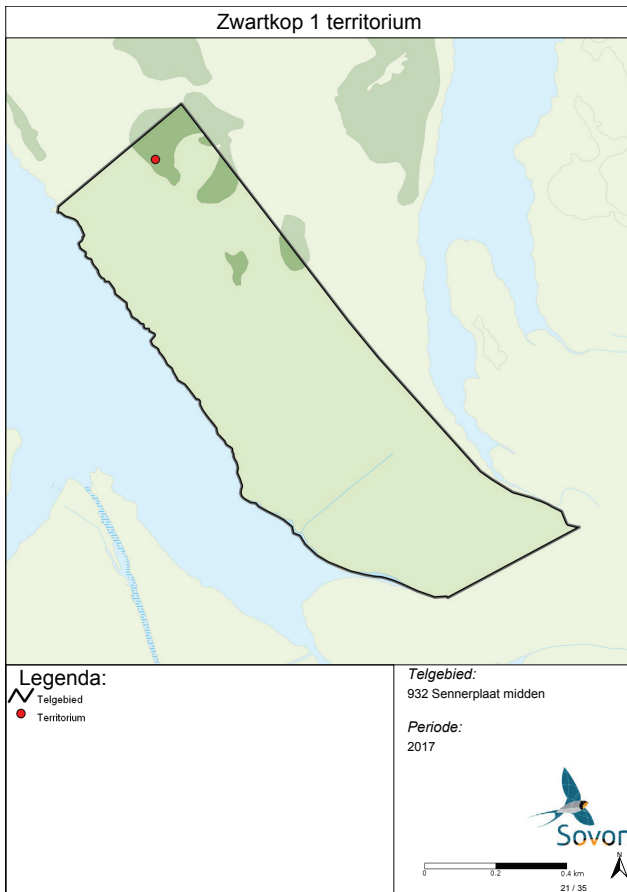 Zwartkop 1 territorium
Legenda:
Telgebied
Territorium
Telgebied:
932 Sennerplaat midden
Periode:
2017
Sovon
N
0 0.2 0.4 km
21 / 35